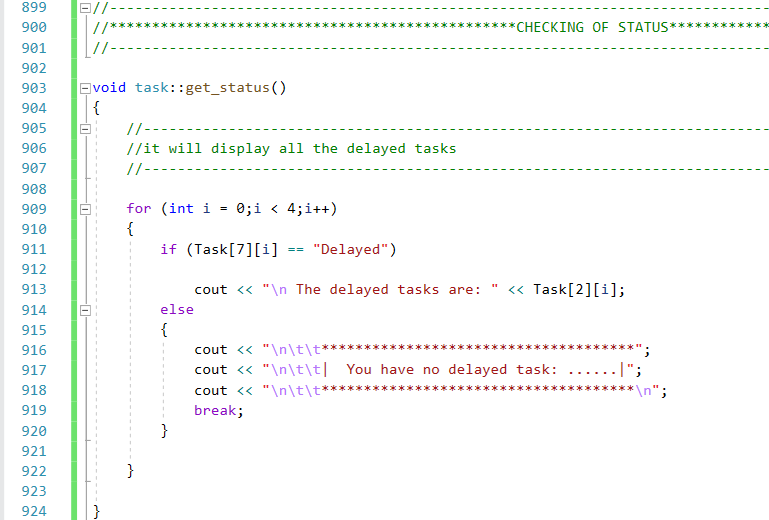 899 //------------------------------------------------------------------------------
900 //************************************************CHECKING OF STATUS************
901 //------------------------------------------------------------------------------
902
903 void task::get_status()
904 {
905     //--------------------------------------------------------------------------
906     //it will display all the delayed tasks
907     //--------------------------------------------------------------------------
908
909     for (int i = 0;i < 4;i++)
910     {
911         if (Task[7][i] == "Delayed")
912
913             cout << "\n The delayed tasks are: " << Task[2][i];
914         else
915         {
916             cout << "\n\t\t*************************************";
917             cout << "\n\t\t|  You have no delayed task: ......|";
918             cout << "\n\t\t*************************************\n";
919             break;
920         }
921
922     }
923
924 }